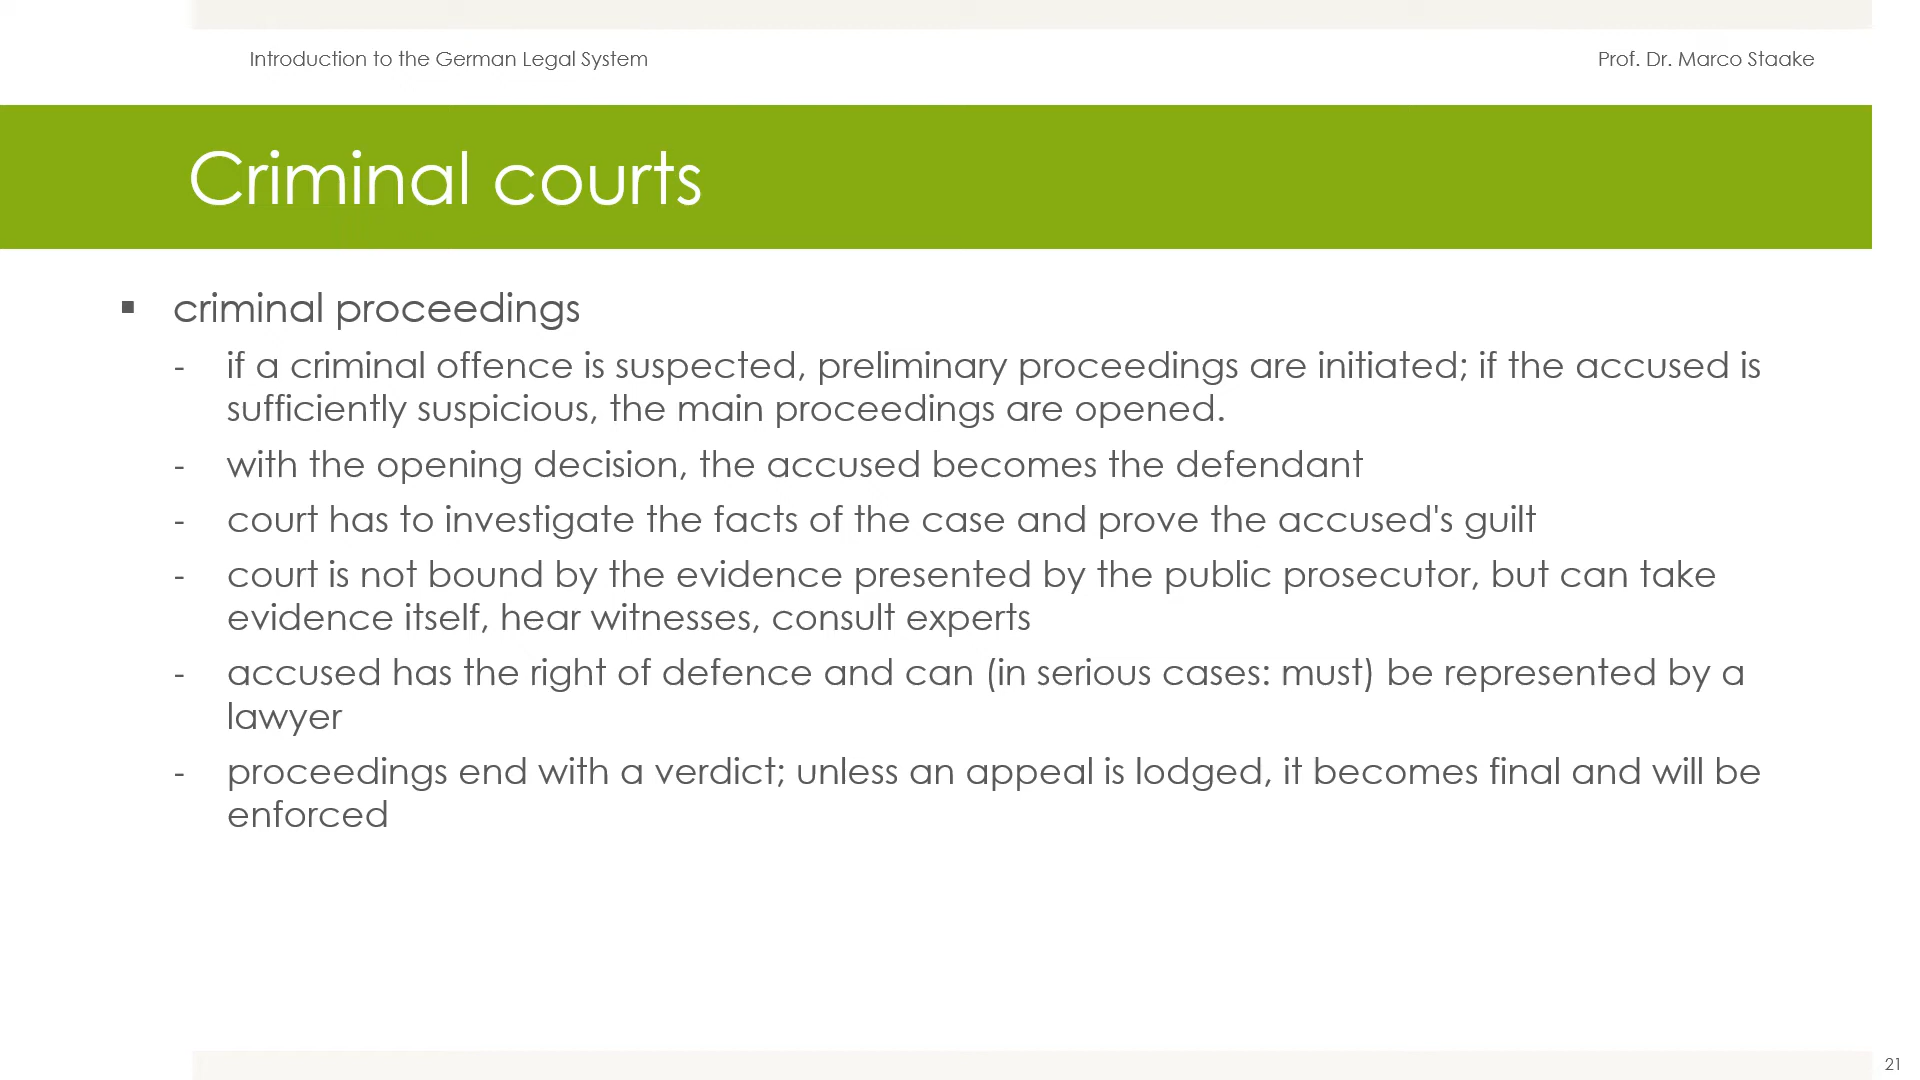 Introduction to the German Legal System
Prof. Dr. Marco Staake
Criminal courts
▪ criminal proceedings
- if a criminal offence is suspected, preliminary proceedings are initiated; if the accused is
sufficiently suspicious, the main proceedings are opened.
- with the opening decision, the accused becomes the defendant
- court has to investigate the facts of the case and prove the accused's guilt
- court is not bound by the evidence presented by the public prosecutor, but can take
evidence itself, hear witnesses, consult experts
- accused has the right of defence and can (in serious cases: must) be represented by a
lawyer
- proceedings end with a verdict; unless an appeal is lodged, it becomes final and will be
enforced
21